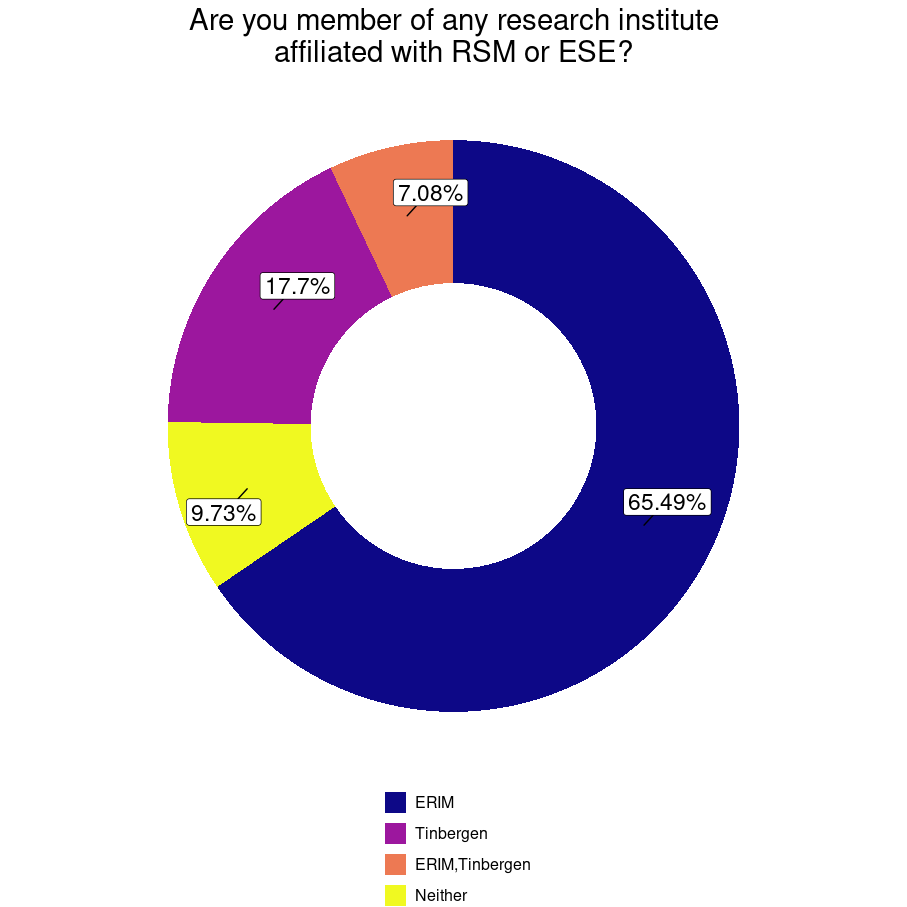 Are you member of any research institute
affiliated with RSM or ESE?
7.08%
17.7%
65.49%
9.73%
ERIM
Tinbergen
ERIM,Tinbergen
Neither